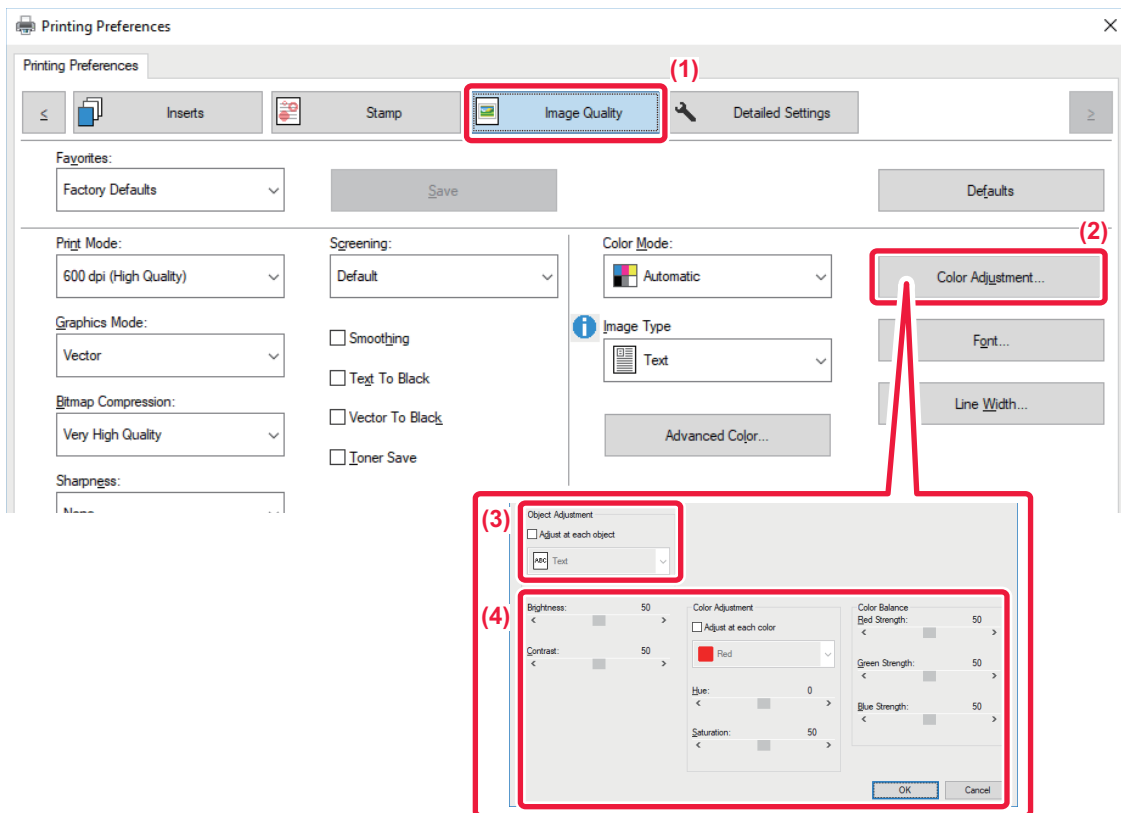 Printing Preferences
Printing Preferences
(1)
≤
Inserts
Stamp
Image Quality
Detailed Settings
≥
Favorites:
Factory Defaults
Save
Defaults
(2)
Print Mode:
600 dpi (High Quality)
Screening:
Default
Color Mode:
Automatic
Color Adjustment...
Graphics Mode:
Vector
Smoothing
Image Type
Text
Font...
Text To Black
Bitmap Compression:
Very High Quality
Vector To Black
Advanced Color...
Line Width...
Toner Save
Sharpness:
None
(3)
Object Adjustment
Adjust at each object
ABC
Text
(4)
Brightness: 50
Contrast: 50
Color Adjustment
Adjust at each color
Red
Hue: 0
Saturation: 50
Color Balance
Red Strength: 50
Green Strength: 50
Blue Strength: 50
OK
Cancel